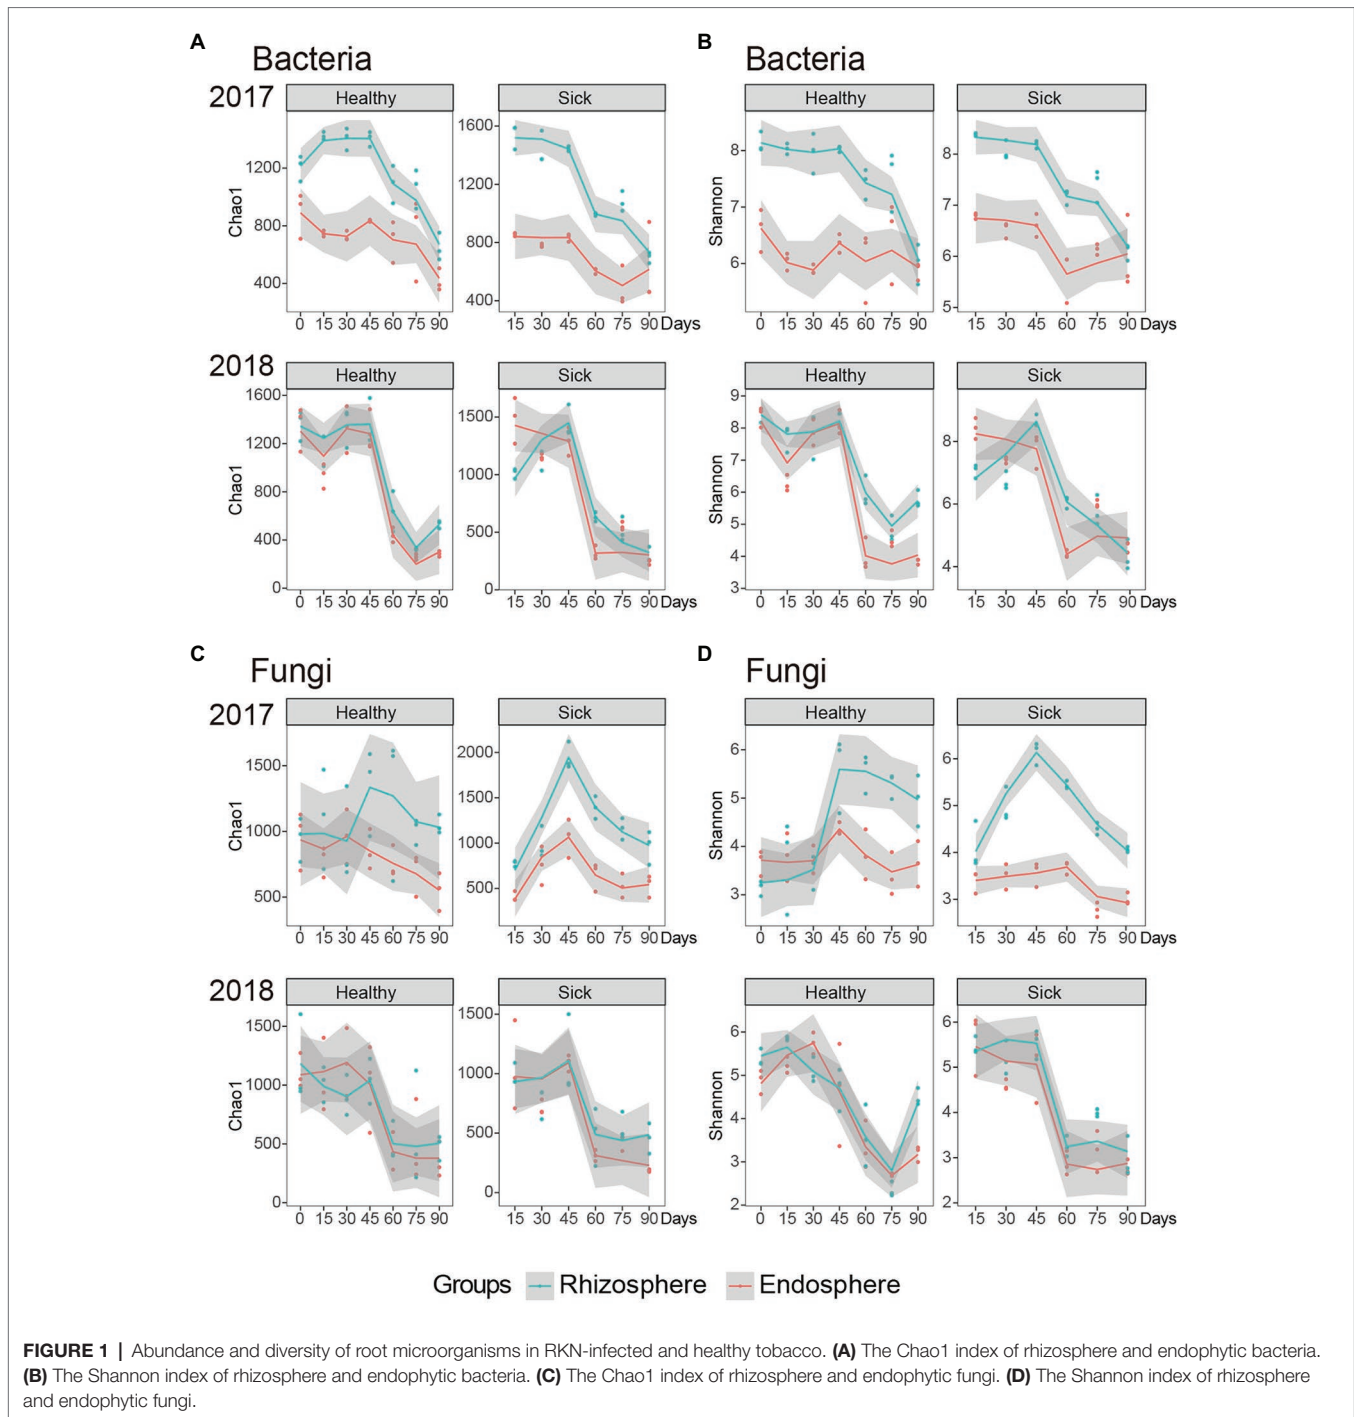 A
Bacteria
2017
Healthy
Sick
Chao1
1200
800
400
0 15 30 45 60 75 90
1600
1200
800
400
15 30 45 60 75 90 Days
2018
Healthy
Sick
Chao1
1600
1200
800
400
0
0 15 30 45 60 75 90
1500
1000
500
0
15 30 45 60 75 90 Days
B
Bacteria
Healthy
Sick
Shannon
8
7
6
0 15 30 45 60 75 90
8
7
6
5
15 30 45 60 75 90 Days
Healthy
Sick
Shannon
9
8
7
6
5
4
3
0 15 30 45 60 75 90
8
6
4
15 30 45 60 75 90 Days
C
Fungi
2017
Healthy
Sick
Chao1
1500
1000
500
0 15 30 45 60 75 90
2000
1500
1000
500
15 30 45 60 75 90 Days
2018
Healthy
Sick
Chao1
1500
1000
500
0
0 15 30 45 60 75 90
1500
1000
500
0
15 30 45 60 75 90 Days
D
Fungi
Healthy
Sick
Shannon
6
5
4
3
0 15 30 45 60 75 90
6
5
4
3
15 30 45 60 75 90 Days
Healthy
Sick
Shannon
6
5
4
3
2
0 15 30 45 60 75 90
6
5
4
3
2
15 30 45 60 75 90 Days
Groups Rhizosphere Endosphere
FIGURE 1 | Abundance and diversity of root microorganisms in RKN-infected and healthy tobacco. (A) The Chao1 index of rhizosphere and endophytic bacteria.
(B) The Shannon index of rhizosphere and endophytic bacteria. (C) The Chao1 index of rhizosphere and endophytic fungi. (D) The Shannon index of rhizosphere
and endophytic fungi.